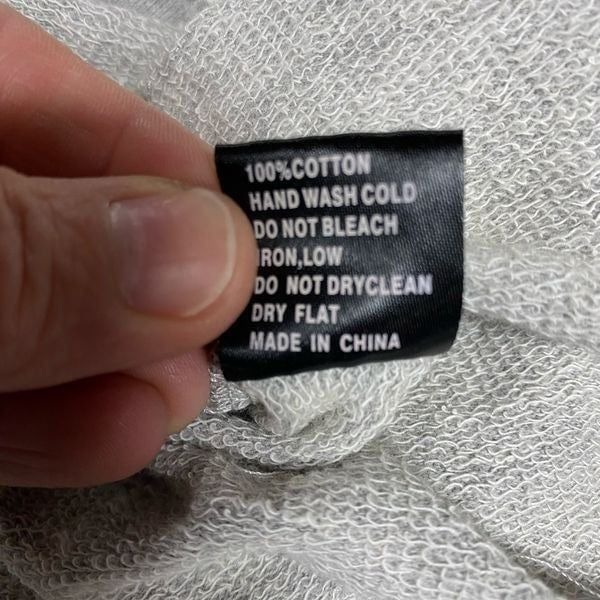 100%COTTON
HAND WASH COLD
DO NOT BLEACH
IRON,LOW
DO NOT DRYCLEAN
DRY FLAT
MADE IN CHINA